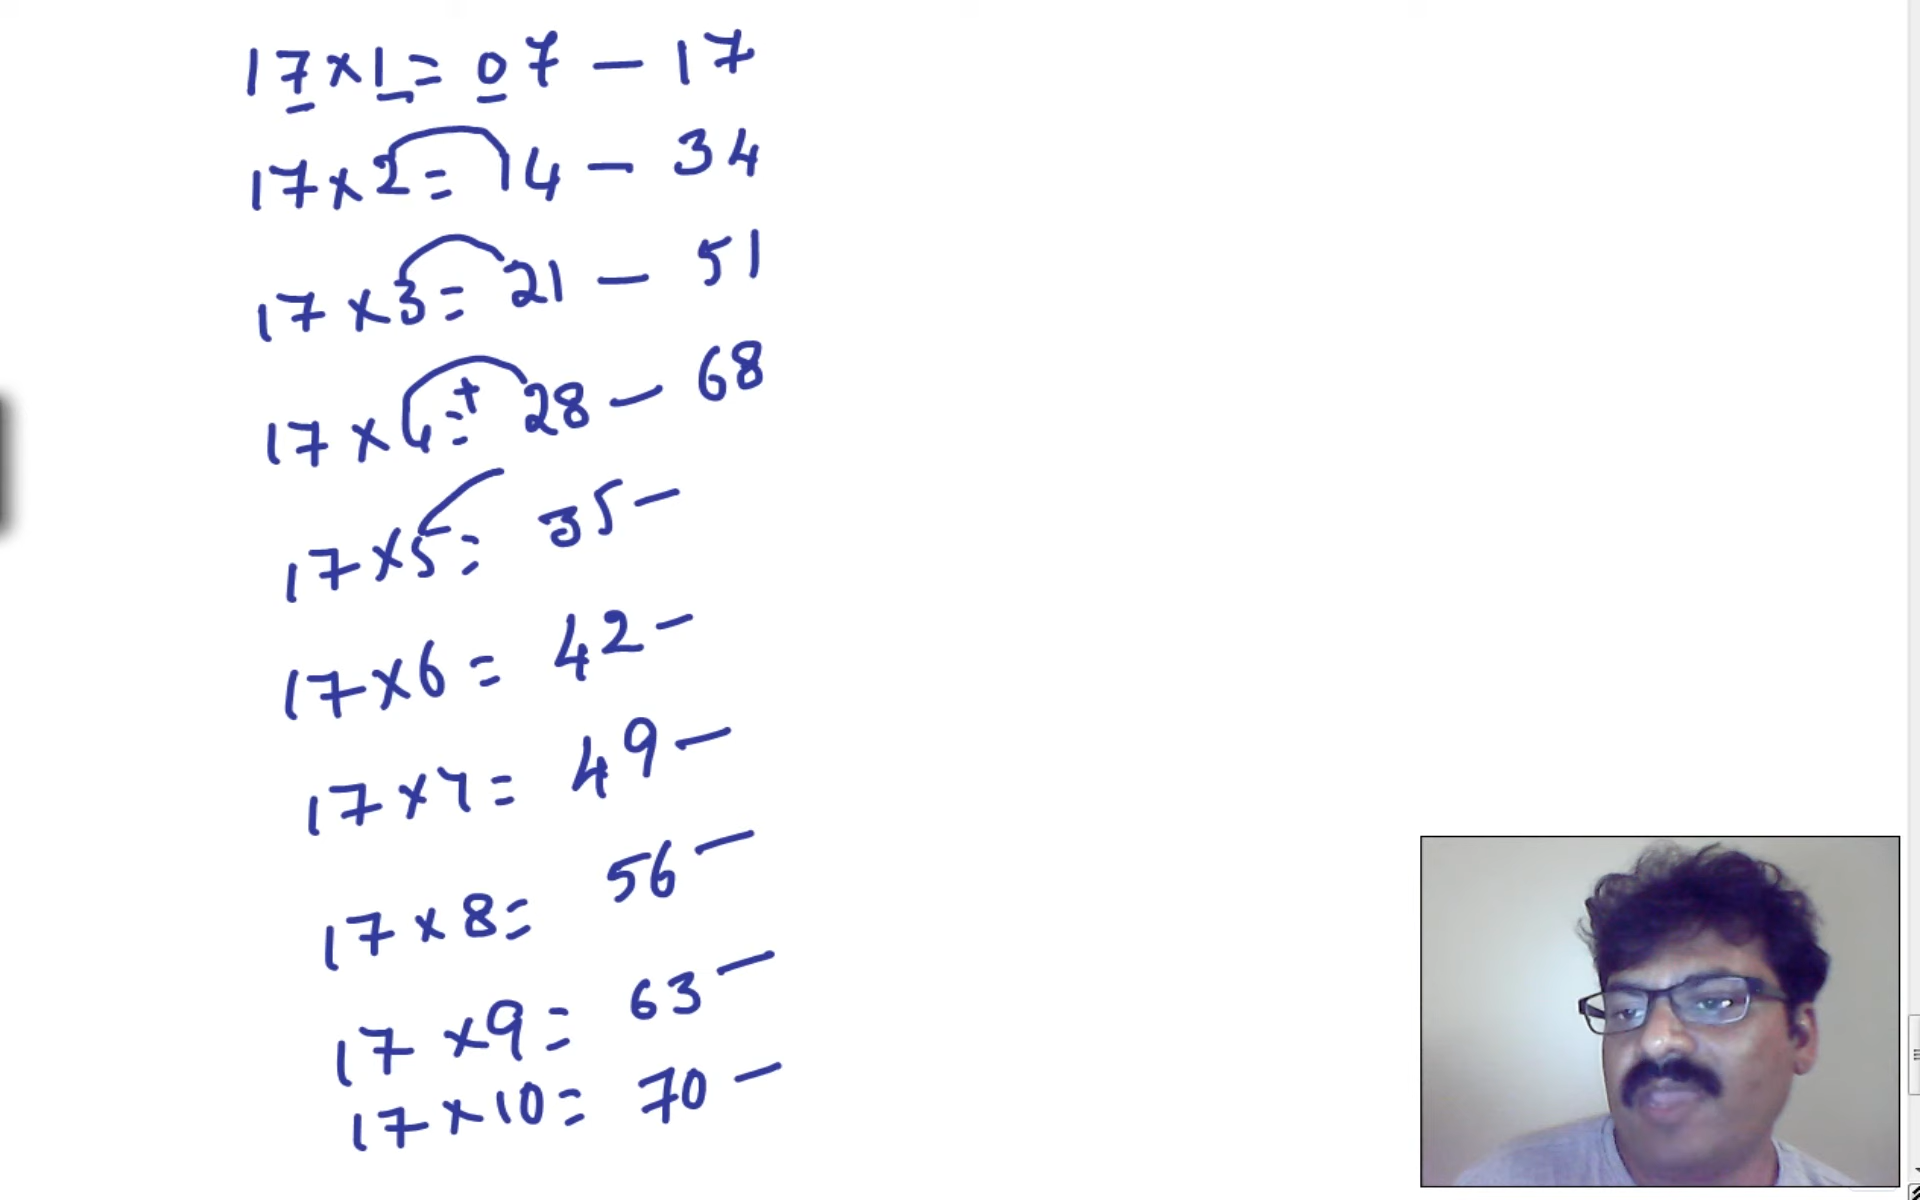 17×1= 07 — 17
17×2= 14 — 34
17×3= 21 — 51
17×4=+ 28 — 68
17×5= 35 —
17×6= 42 —
17×7= 49 —
17×8= 56 —
17×9= 63 —
17×10= 70 —